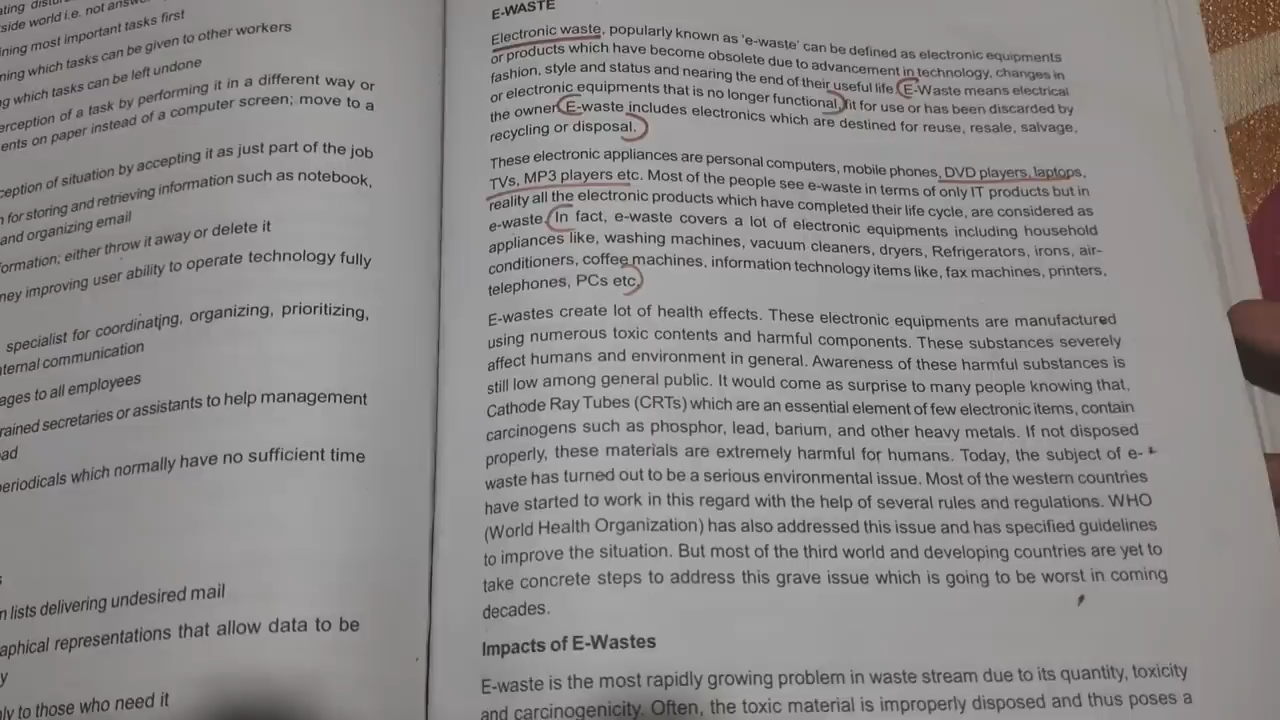 side world i.e. not
ning most important tasks first
ning which tasks can be given to other workers
g which tasks can be left undone
erception of a task by performing it in a different way or
ents on paper instead of a computer screen; move to a
ception of situation by accepting it as just part of the job
for storing and retrieving information such as notebook,
and organizing email
formation; either throw it away or delete it
ney improving user ability to operate technology fully
specialist for coordinating, organizing, prioritizing,
ternal communication
ages to all employees
rained secretaries or assistants to help management
ad
periodicals which normally have no sufficient time
n lists delivering undesired mail
aphical representations that allow data to be
y
ly to those who need it
E-WASTE
Electronic waste, popularly known as 'e-waste' can be defined as electronic equipments
or products which have become obsolete due to advancement in technology, changes in
fashion, style and status and nearing the end of their useful life E-Waste means electrical
or electronic equipments that is no longer functional, fit for use or has been discarded by
the owner E-waste includes electronics which are destined for reuse, resale, salvage,
recycling or disposal.
These electronic appliances are personal computers, mobile phones, DVD players, laptops,
TVs, MP3 players etc. Most of the people see e-waste in terms of only IT products but in
reality all the electronic products which have completed their life cycle, are considered as
e-waste. In fact, e-waste covers a lot of electronic equipments including household
appliances like, washing machines, vacuum cleaners, dryers, Refrigerators, irons, air-
conditioners, coffee machines, information technology items like, fax machines, printers,
telephones, PCs etc.
E-wastes create lot of health effects. These electronic equipments are manufactured
using numerous toxic contents and harmful components. These substances severely
affect humans and environment in general. Awareness of these harmful substances is
still low among general public. It would come as surprise to many people knowing that,
Cathode Ray Tubes (CRTs) which are an essential element of few electronic items, contain
carcinogens such as phosphor, lead, barium, and other heavy metals. If not disposed
properly, these materials are extremely harmful for humans. Today, the subject of e-
waste has turned out to be a serious environmental issue. Most of the western countries
have started to work in this regard with the help of several rules and regulations. WHO
(World Health Organization) has also addressed this issue and has specified guidelines
to improve the situation. But most of the third world and developing countries are yet to
take concrete steps to address this grave issue which is going to be worst in coming
decades.
Impacts of E-Wastes
E-waste is the most rapidly growing problem in waste stream due to its quantity, toxicity
and carcinogenicity. Often, the toxic material is improperly disposed and thus poses a